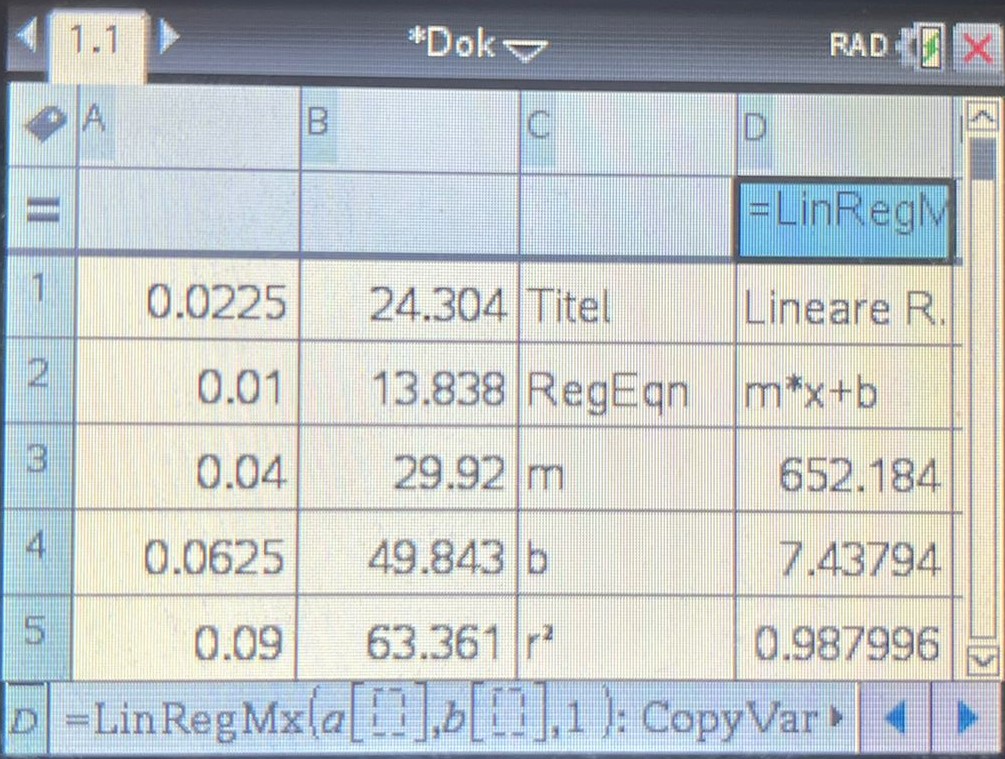 1.1 *Dok RAD
A B C D
= =LinRegM
1 0.0225 24.304 Titel Lineare R.
2 0.01 13.838 RegEqn m*x+b
3 0.04 29.92 m 652.184
4 0.0625 49.843 b 7.43794
5 0.09 63.361 r² 0.987996
D =LinRegMx(a[],b[],1): CopyVar